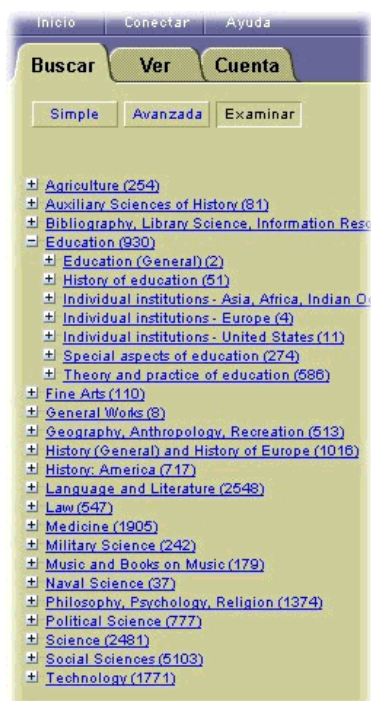 Inicio Conectar Ayuda
Buscar Ver Cuenta
Simple Avanzada Examinar
Agriculture (254)
Auxiliary Sciences of History (81)
Bibliography, Library Science, Information
Education (930)
Education (General) (2)
History of education (51)
Individual institutions - Asia, Africa, Indian
Individual institutions - Europe (4)
Individual institutions - United States (11)
Special aspects of education (274)
Theory and practice of education (586)
Fine Arts (110)
General Works (8)
Geography, Anthropology, Recreation (513)
History (General) and History of Europe (1016)
History: America (717)
Language and Literature (2548)
Law (547)
Medicine (1905)
Military Science (242)
Music and Books on Music (179)
Naval Science (37)
Philosophy, Psychology, Religion (1374)
Political Science (777)
Science (2481)
Social Sciences (5103)
Technology (1771)